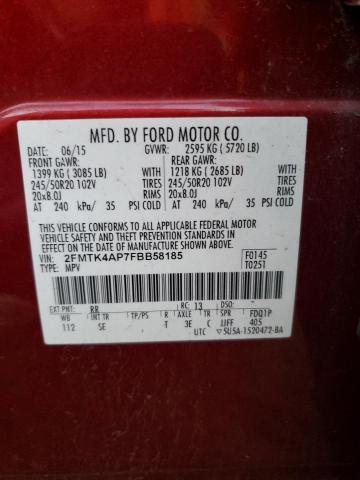 MFD. BY FORD MOTOR CO.
DATE: 06/15 GVWR: 2595 KG ( 5720 LB)
FRONT GAWR: REAR GAWR:
1399 KG ( 3085 LB) 1218 KG ( 2685 LB)
245/50R20 102V TIRES 245/50R20 102V TIRES
20x8.0J RIMS 20x8.0J RIMS
AT 240 kPa/ 35 PSI COLD AT 240 kPa/ 35 PSI COLD
THIS VEHICLE CONFORMS TO ALL APPLICABLE FEDERAL MOTOR
VEHICLE SAFETY AND THEFT PREVENTION STANDARDS IN
EFFECT ON THE DATE OF MANUFACTURE SHOWN ABOVE.
VIN: 2FMTK4AP7FBB58185 F0145
TYPE: MPV T0251
EXT PNT: RR RC: 13 DSO:
WB INT TR TP/PS R AXLE TR SPR FDQ1P
112 SE T 3E C JJFF 405
UTC 5U5A-1520472-BA